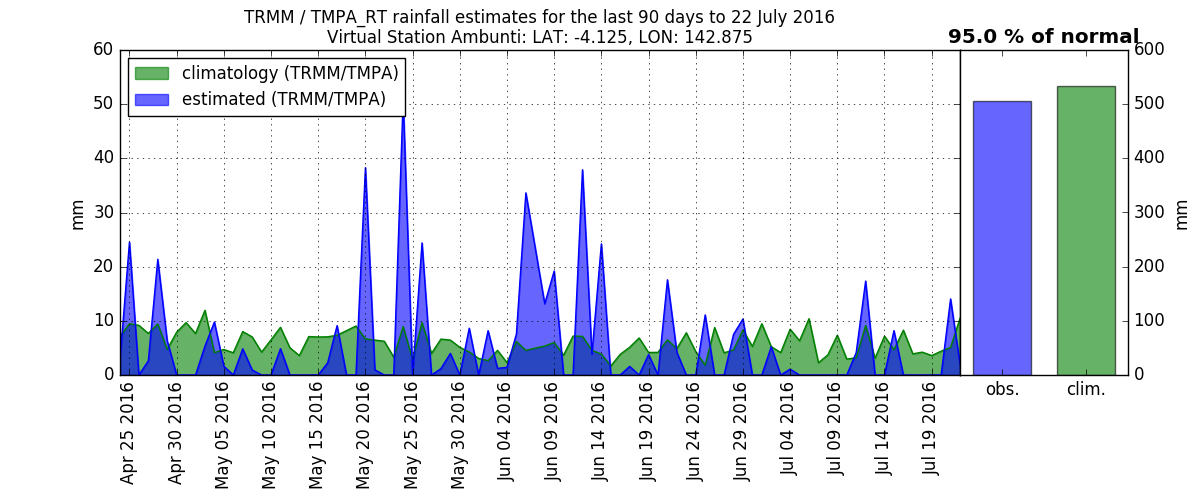 TRMM / TMPA_RT rainfall estimates for the last 90 days to 22 July 2016
Virtual Station Ambunti: LAT: -4.125, LON: 142.875
95.0 % of normal
climatology (TRMM/TMPA)
estimated (TRMM/TMPA)
60
50
40
30
20
10
0
mm
Apr 25 2016
Apr 30 2016
May 05 2016
May 10 2016
May 15 2016
May 20 2016
May 25 2016
May 30 2016
Jun 04 2016
Jun 09 2016
Jun 14 2016
Jun 19 2016
Jun 24 2016
Jun 29 2016
Jul 04 2016
Jul 09 2016
Jul 14 2016
Jul 19 2016
obs.
clim.
600
500
400
300
200
100
0
mm